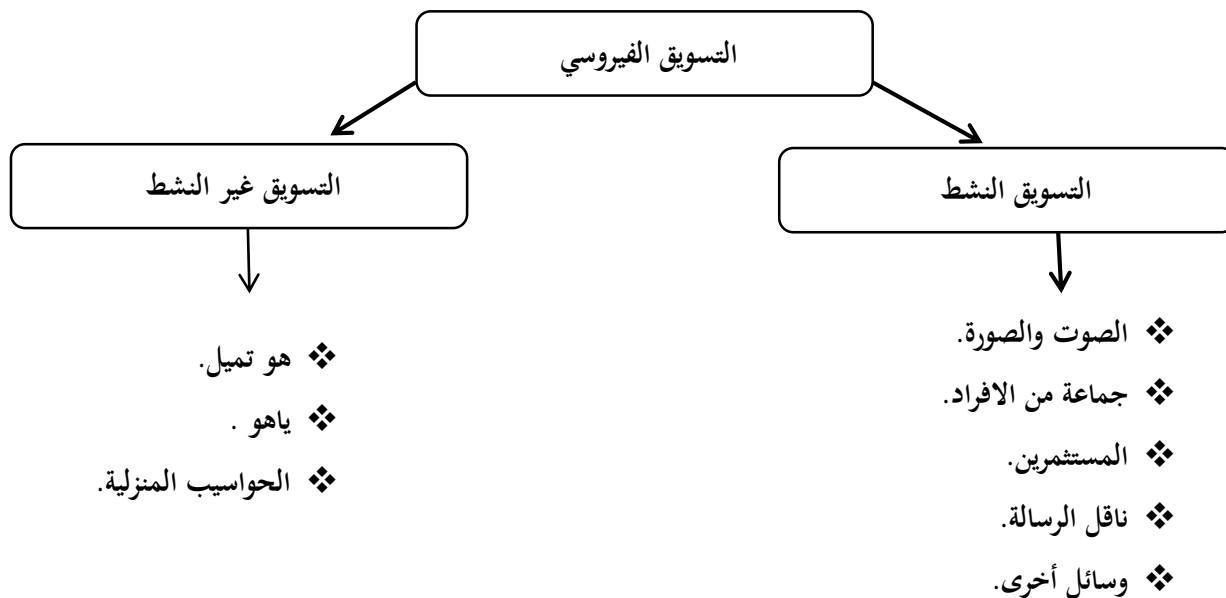 التسويق الفيروسي
التسويق النشط
التسويق غير النشط
❖ الصوت والصورة.
❖ جماعة من الافراد.
❖ المستثمرين.
❖ ناقل الرسالة.
❖ وسائل أخرى.
❖ هو تميل.
❖ ياهو .
❖ الحواسيب المنزلية.